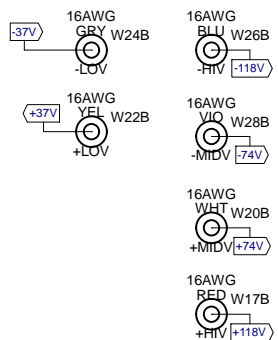 16AWG
GRY
-37V
W24B
-LOV
16AWG
YEL
+37V
W22B
+LOV
16AWG
BLU
W26B
-HIV
-118V
16AWG
VIO
W28B
-MIDV
-74V
16AWG
WHT
W20B
+MIDV
+74V
16AWG
RED
W17B
+HIV
+118V